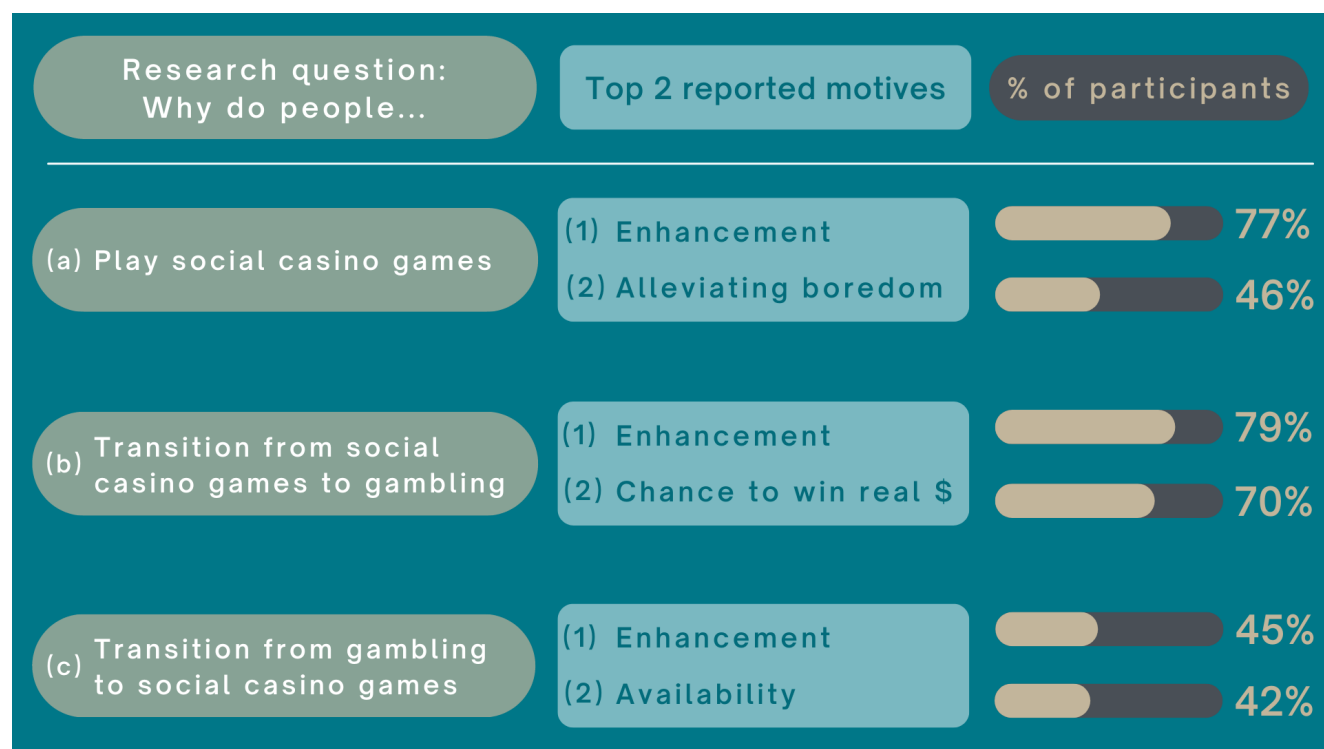 Research question:
Why do people...
Top 2 reported motives
% of participants
(a) Play social casino games
(1) Enhancement
77%
(2) Alleviating boredom
46%
(b) Transition from social
casino games to gambling
(1) Enhancement
79%
(2) Chance to win real $
70%
(c) Transition from gambling
to social casino games
(1) Enhancement
45%
(2) Availability
42%